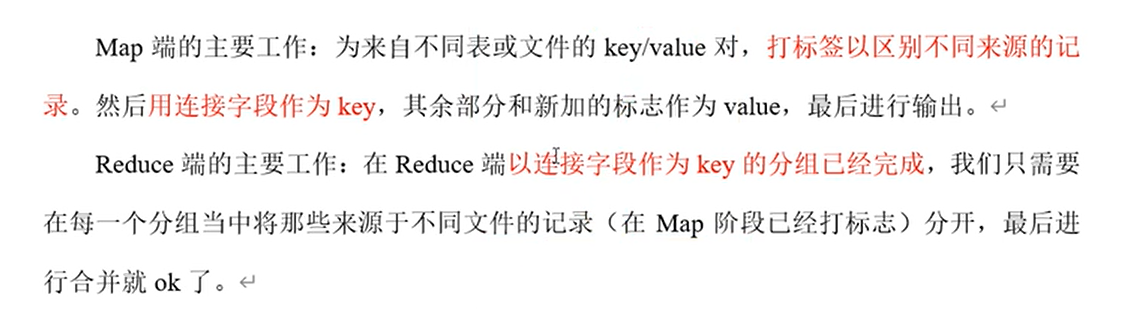 Map 端的主要工作：为来自不同表或文件的 key/value 对，打标签以区别不同来源的记
录。然后用连接字段作为 key，其余部分和新加的标志作为 value，最后进行输出。↵
Reduce 端的主要工作：在 Reduce 端以连接字段作为 key 的分组已经完成，我们只需要
在每一个分组当中将那些来源于不同文件的记录（在 Map 阶段已经打标志）分开，最后进
行合并就 ok 了。↵